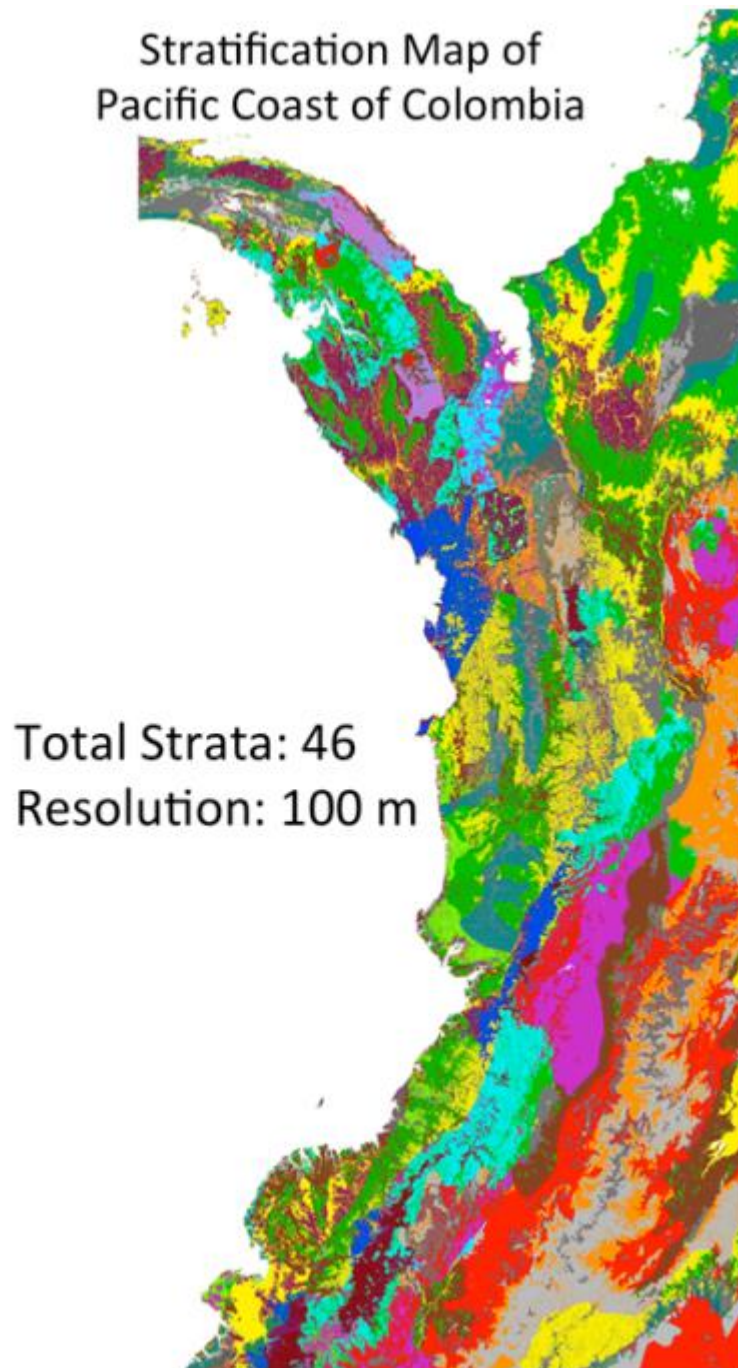 Stratification Map of
Pacific Coast of Colombia
Total Strata: 46
Resolution: 100 m